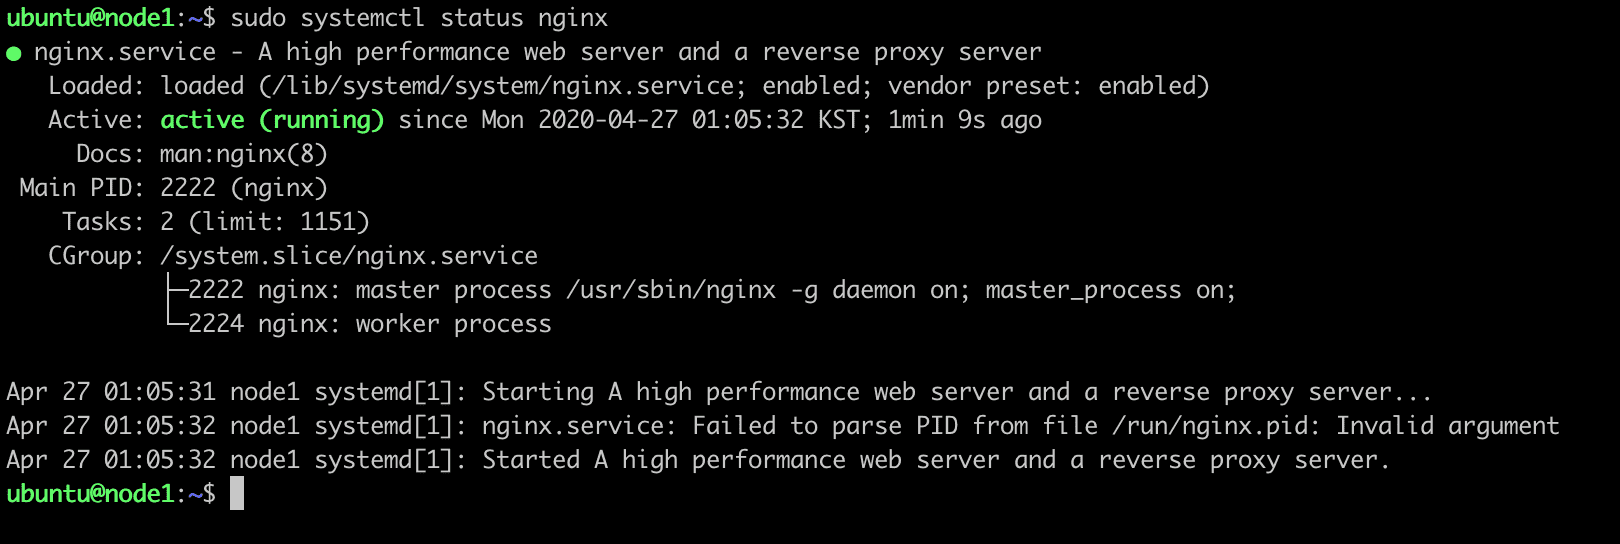 ubuntu@node1:~$ sudo systemctl status nginx
● nginx.service - A high performance web server and a reverse proxy server
   Loaded: loaded (/lib/systemd/system/nginx.service; enabled; vendor preset: enabled)
   Active: active (running) since Mon 2020-04-27 01:05:32 KST; 1min 9s ago
     Docs: man:nginx(8)
 Main PID: 2222 (nginx)
    Tasks: 2 (limit: 1151)
   CGroup: /system.slice/nginx.service
           ├─2222 nginx: master process /usr/sbin/nginx -g daemon on; master_process on;
           └─2224 nginx: worker process

Apr 27 01:05:31 node1 systemd[1]: Starting A high performance web server and a reverse proxy server...
Apr 27 01:05:32 node1 systemd[1]: nginx.service: Failed to parse PID from file /run/nginx.pid: Invalid argument
Apr 27 01:05:32 node1 systemd[1]: Started A high performance web server and a reverse proxy server.
ubuntu@node1:~$